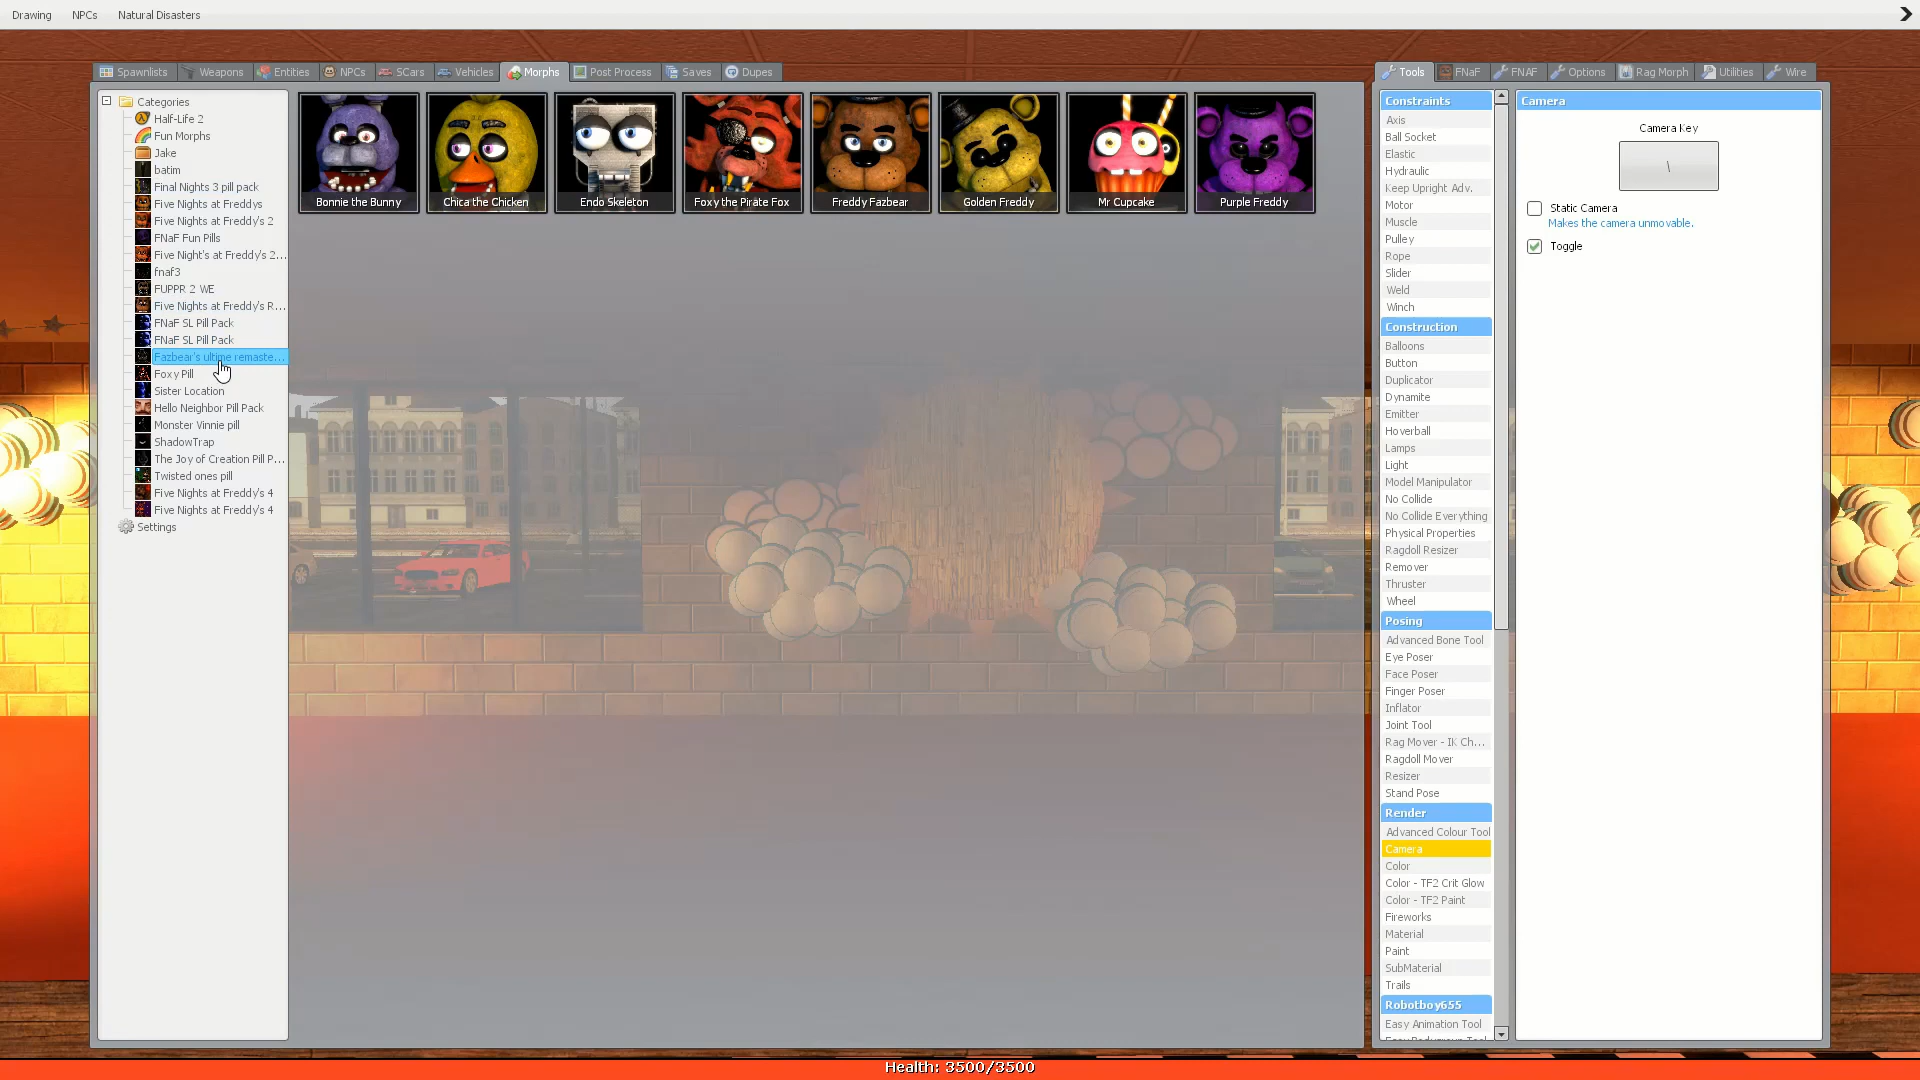 Drawing NPCs Natural Disasters
Spawnlists Weapons Entities NPCs SCars Vehicles Morphs Post Process Saves Dupes
Categories
Half-Life 2
Fun Morphs
Jake
batim
Final Nights 3 pill pack
Five Nights at Freddys
Five Nights at Freddy's 2
FNaF Fun Pills
Five Night's at Freddy's 2...
fnaf3
FUPPR 2 WE
Five Nights at Freddy's R...
FNaF SL Pill Pack
FNaF SL Pill Pack
Fazbear's ultime remaste...
Foxy Pill
Sister Location
Hello Neighbor Pill Pack
Monster Vinnie pill
ShadowTrap
The Joy of Creation Pill P...
Twisted ones pill
Five Nights at Freddy's 4
Five Nights at Freddy's 4
Settings
Bonnie the Bunny Chica the Chicken Endo Skeleton Foxy the Pirate Fox Freddy Fazbear Golden Freddy Mr Cupcake Purple Freddy
Tools FNaF FNAF Options Rag Morph Utilities Wire
Constraints
Axis
Ball Socket
Elastic
Hydraulic
Keep Upright Adv.
Motor
Muscle
Pulley
Rope
Slider
Weld
Winch
Construction
Balloons
Button
Duplicator
Dynamite
Emitter
Hoverball
Lamps
Light
Model Manipulator
No Collide
No Collide Everything
Physical Properties
Ragdoll Resizer
Remover
Thruster
Wheel
Posing
Advanced Bone Tool
Eye Poser
Face Poser
Finger Poser
Inflator
Joint Tool
Rag Mover - IK Ch...
Ragdoll Mover
Resizer
Stand Pose
Render
Advanced Colour Tool
Camera
Color
Color - TF2 Crit Glow
Color - TF2 Paint
Fireworks
Material
Paint
SubMaterial
Trails
Robotboy655
Easy Animation Tool
Easy Bodygroup Tool
Camera
Camera Key
\
Static Camera
Makes the camera unmovable.
Toggle
Health: 3500/3500